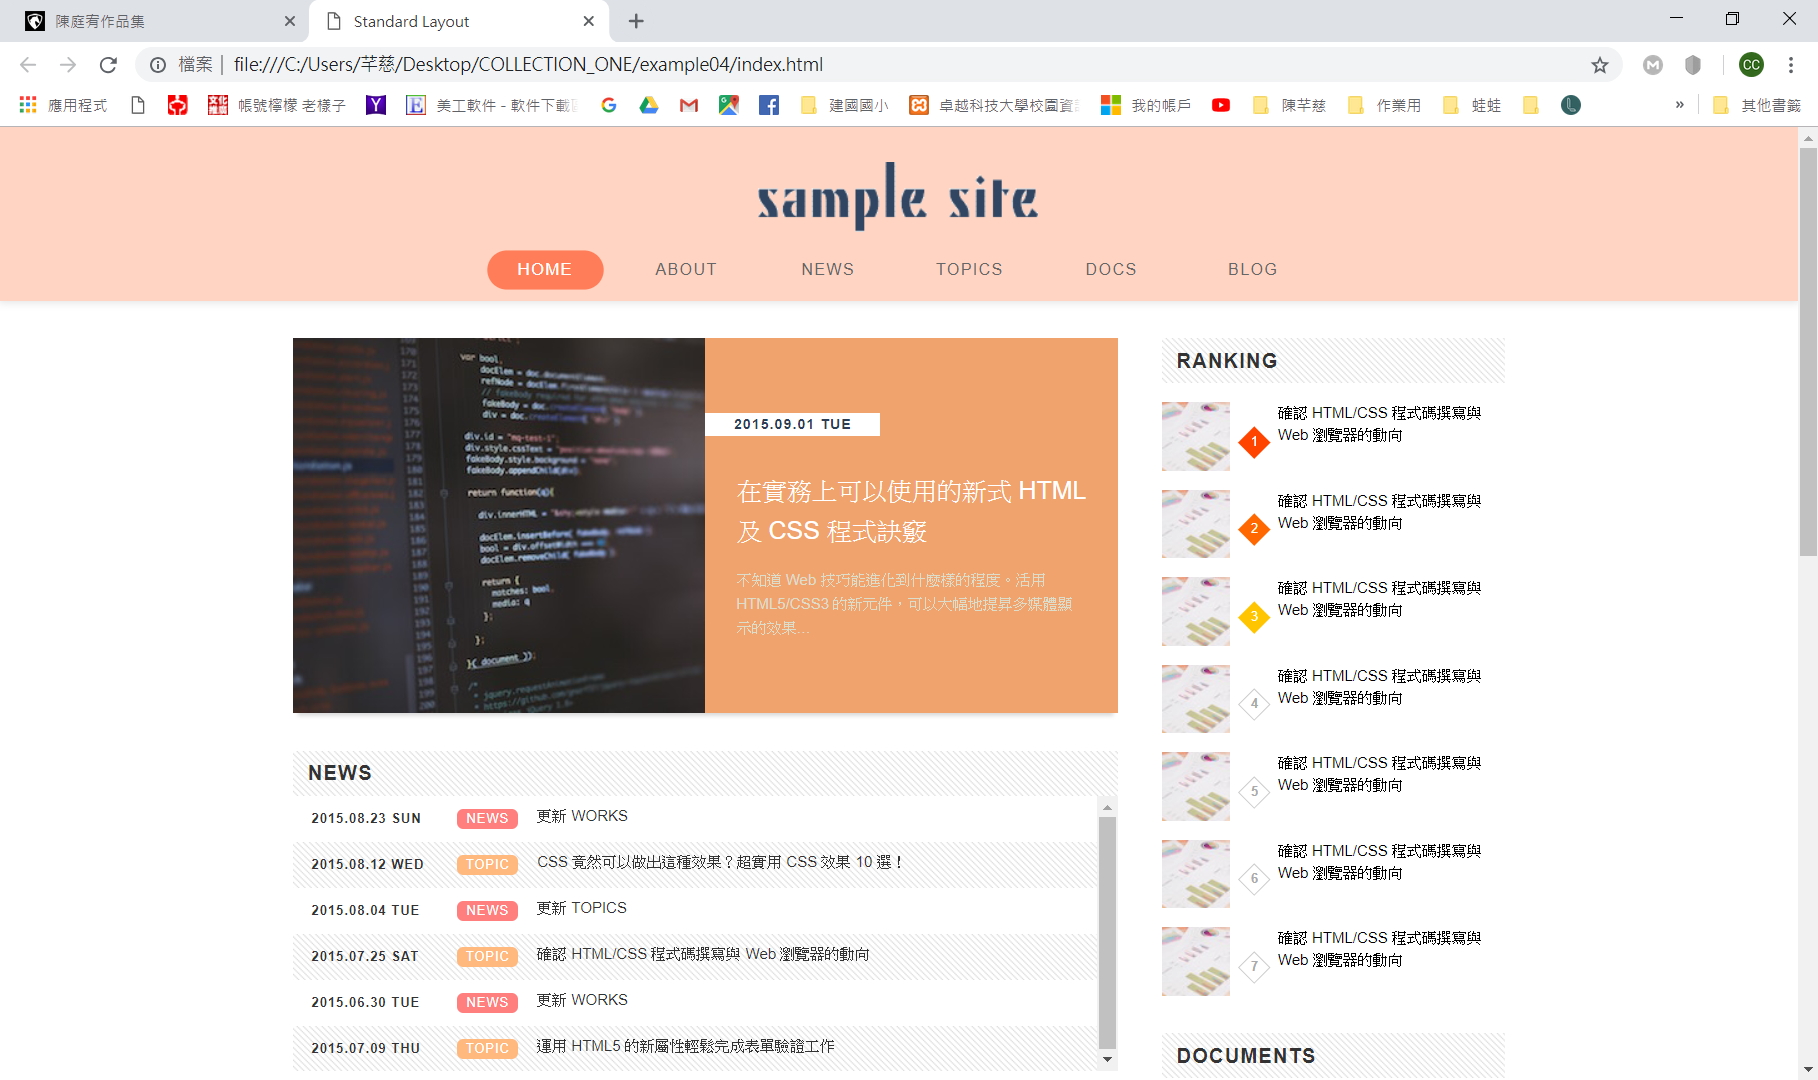 陳庭宥作品集
Standard Layout
檔案 | file:///C:/Users/芊慈/Desktop/COLLECTION_ONE/example04/index.html
CC
應用程式
帳號檸檬 老樣子
美工軟件 - 軟件下載
建國國小
卓越科技大學校園資
我的帳戶
陳芊慈
作業用
蛙蛙
»
其他書籤
sample site
HOME ABOUT NEWS TOPICS DOCS BLOG
2015.09.01 TUE
在實務上可以使用的新式 HTML
及 CSS 程式訣竅
不知道 Web 技巧能進化到什麼樣的程度。活用
HTML5/CSS3 的新元件，可以大幅地提昇多媒體顯
示的效果...
NEWS
2015.08.23 SUN NEWS 更新 WORKS
2015.08.12 WED TOPIC CSS 竟然可以做出這種效果？超實用 CSS 效果 10 選！
2015.08.04 TUE NEWS 更新 TOPICS
2015.07.25 SAT TOPIC 確認 HTML/CSS 程式碼撰寫與 Web 瀏覽器的動向
2015.06.30 TUE NEWS 更新 WORKS
2015.07.09 THU TOPIC 運用 HTML5 的新屬性輕鬆完成表單驗證工作
RANKING
1
確認 HTML/CSS 程式碼撰寫與
Web 瀏覽器的動向
2
確認 HTML/CSS 程式碼撰寫與
Web 瀏覽器的動向
3
確認 HTML/CSS 程式碼撰寫與
Web 瀏覽器的動向
4
確認 HTML/CSS 程式碼撰寫與
Web 瀏覽器的動向
5
確認 HTML/CSS 程式碼撰寫與
Web 瀏覽器的動向
6
確認 HTML/CSS 程式碼撰寫與
Web 瀏覽器的動向
7
確認 HTML/CSS 程式碼撰寫與
Web 瀏覽器的動向
DOCUMENTS